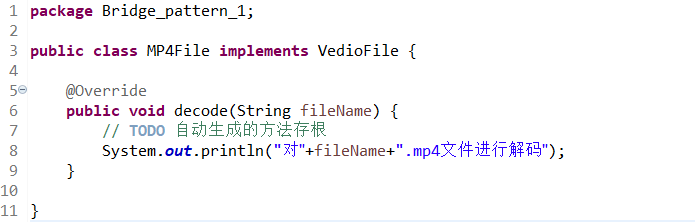 1 package Bridge_pattern_1;
2
3 public class MP4File implements VedioFile {
4
5 @Override
6 public void decode(String fileName) {
7 // TODO 自动生成的方法存根
8 System.out.println("对"+fileName+".mp4文件进行解码");
9 }
10
11 }